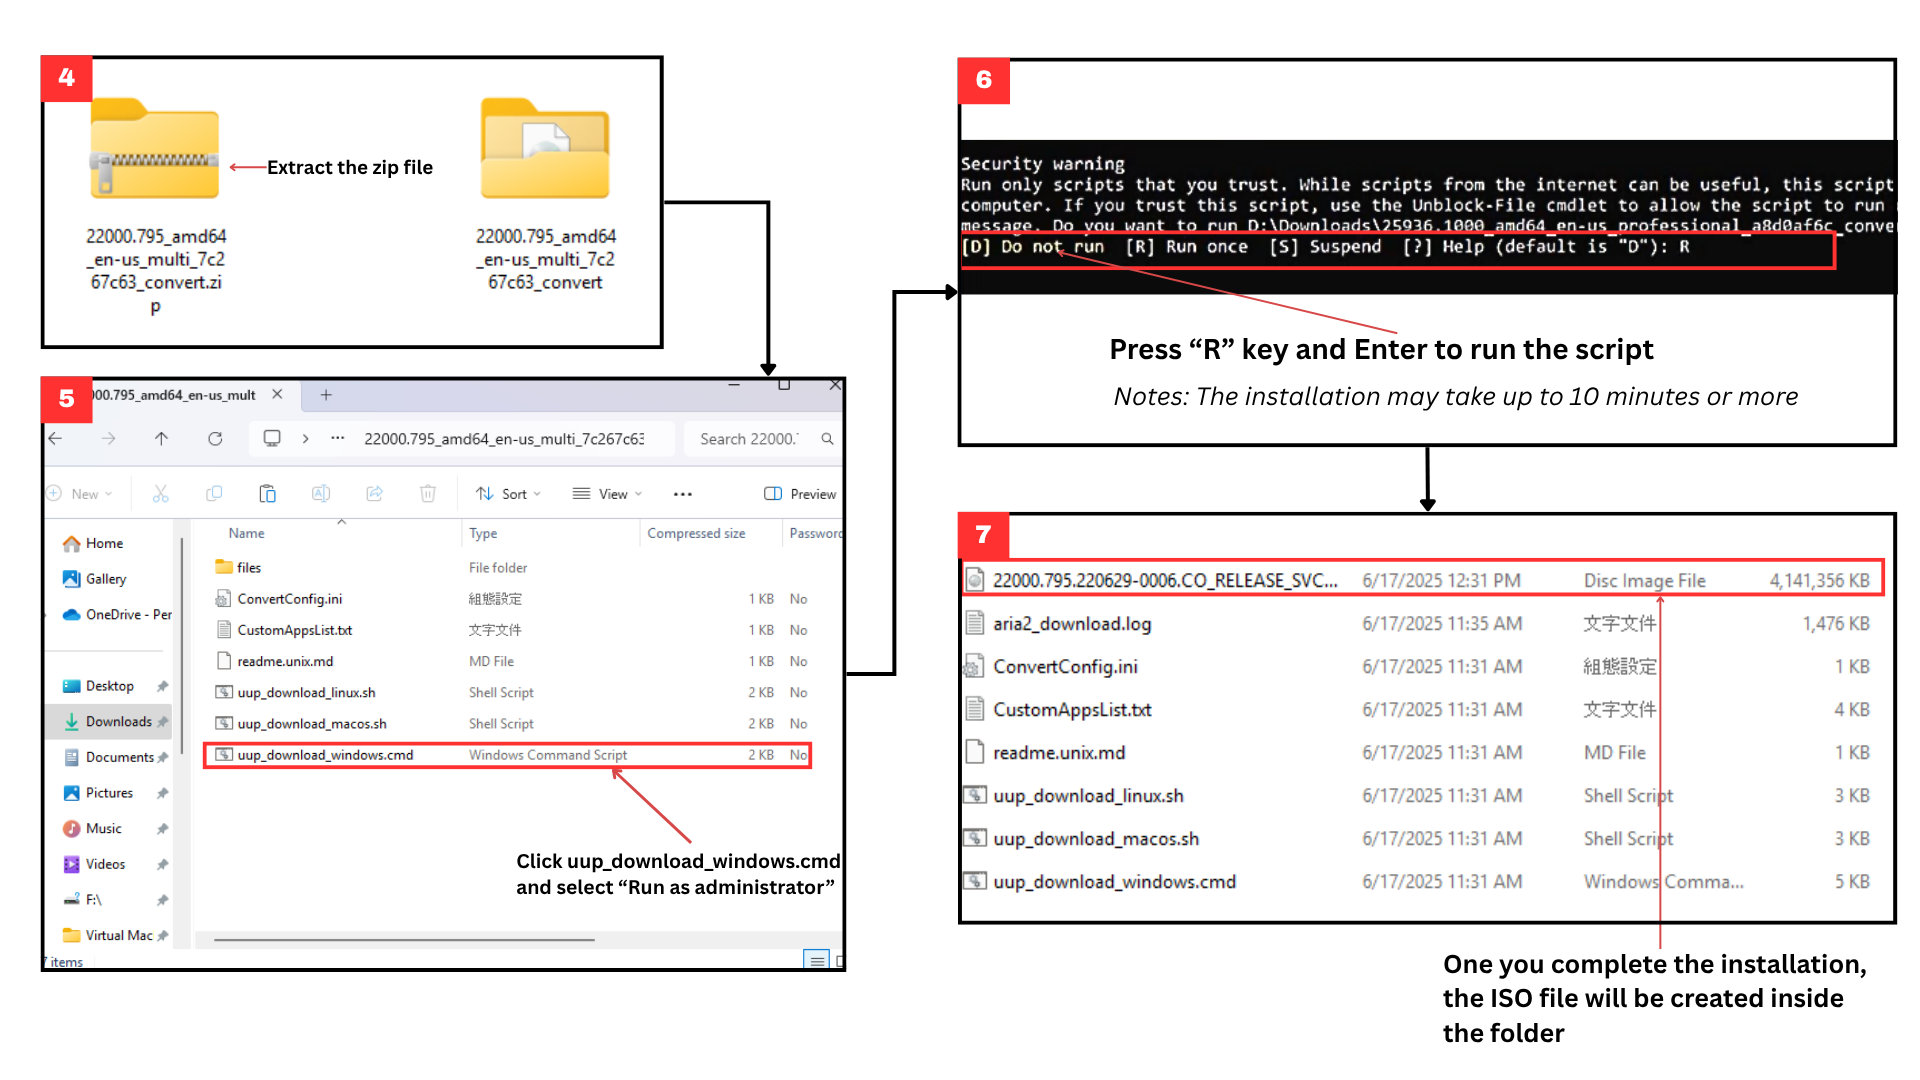 4
Extract the zip file
22000.795_amd64
_en-us_multi_7c2
67c63_convert.zi
p
22000.795_amd64
_en-us_multi_7c2
67c63_convert
5
00.795_amd64_en-us_mult
22000.795_amd64_en-us_multi_7c267c63
Search 22000.
New
Sort
View
Preview
Name
Type
Compressed size
Password
Home
Gallery
OneDrive - Per
Desktop
Downloads
Documents
Pictures
Music
Videos
F:\
Virtual Mac
files File folder
ConvertConfig.ini 組態設定 1 KB No
CustomAppsList.txt 文字文件 1 KB No
readme.unix.md MD File 1 KB No
uup_download_linux.sh Shell Script 2 KB No
uup_download_macos.sh Shell Script 2 KB No
uup_download_windows.cmd Windows Command Script 2 KB No
Click uup_download_windows.cmd
and select “Run as administrator”
7 items
6
Security warning
Run only scripts that you trust. While scripts from the internet can be useful, this script
computer. If you trust this script, use the Unblock-File cmdlet to allow the script to run
message. Do you want to run D:\Downloads\25936.1000_amd64_en-us_professional_a8d0af6c_conve
[D] Do not run [R] Run once [S] Suspend [?] Help (default is "D"): R
Press “R” key and Enter to run the script
Notes: The installation may take up to 10 minutes or more
7
22000.795.220629-0006.CO_RELEASE_SVC... 6/17/2025 12:31 PM Disc Image File 4,141,356 KB
aria2_download.log 6/17/2025 11:35 AM 文字文件 1,476 KB
ConvertConfig.ini 6/17/2025 11:31 AM 組態設定 1 KB
CustomAppsList.txt 6/17/2025 11:31 AM 文字文件 4 KB
readme.unix.md 6/17/2025 11:31 AM MD File 1 KB
uup_download_linux.sh 6/17/2025 11:31 AM Shell Script 3 KB
uup_download_macos.sh 6/17/2025 11:31 AM Shell Script 3 KB
uup_download_windows.cmd 6/17/2025 11:31 AM Windows Comma... 5 KB
One you complete the installation,
the ISO file will be created inside
the folder